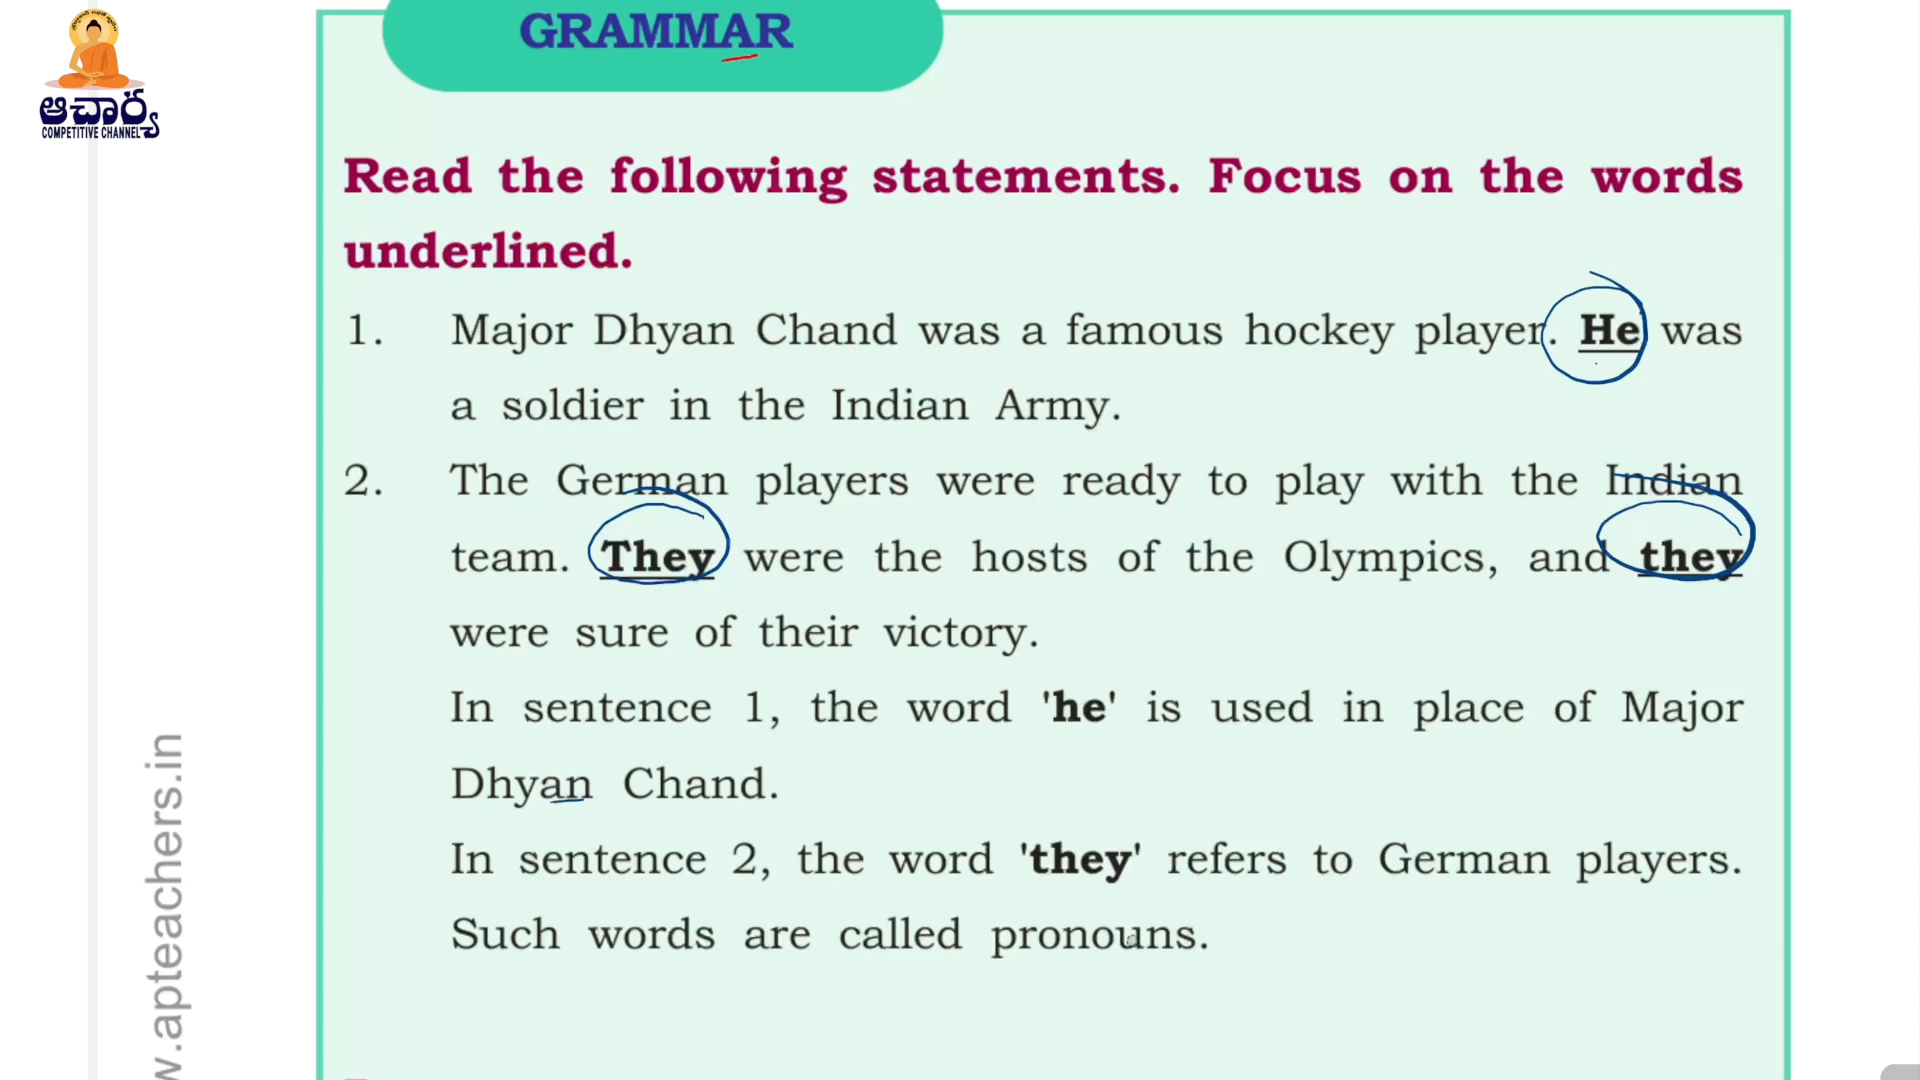 GRAMMAR
ఆచార్య
COMPETITIVE CHANNEL
Read the following statements. Focus on the words
underlined.
1. Major Dhyan Chand was a famous hockey player. He was
a soldier in the Indian Army.
2. The German players were ready to play with the Indian
team. They were the hosts of the Olympics, and they
were sure of their victory.
In sentence 1, the word 'he' is used in place of Major
Dhyan Chand.
In sentence 2, the word 'they' refers to German players.
Such words are called pronouns.
w.apteachers.in